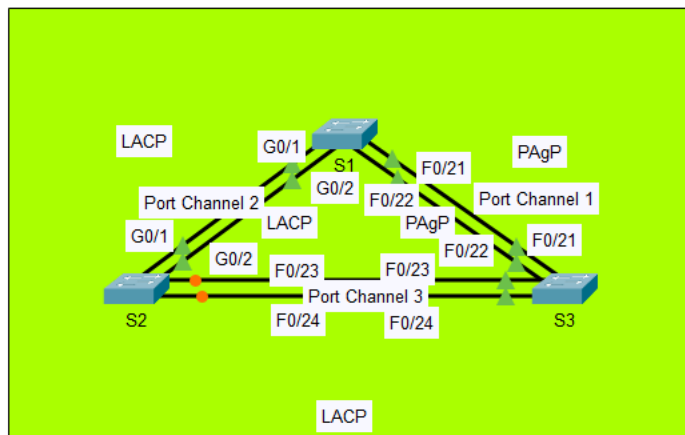 LACP
G0/1
S1
F0/21
PAgP
G0/2
F0/22
Port Channel 2
Port Channel 1
LACP
PAgP
G0/1
F0/22
F0/21
G0/2
F0/23
F0/23
Port Channel 3
S2
F0/24
F0/24
S3
LACP